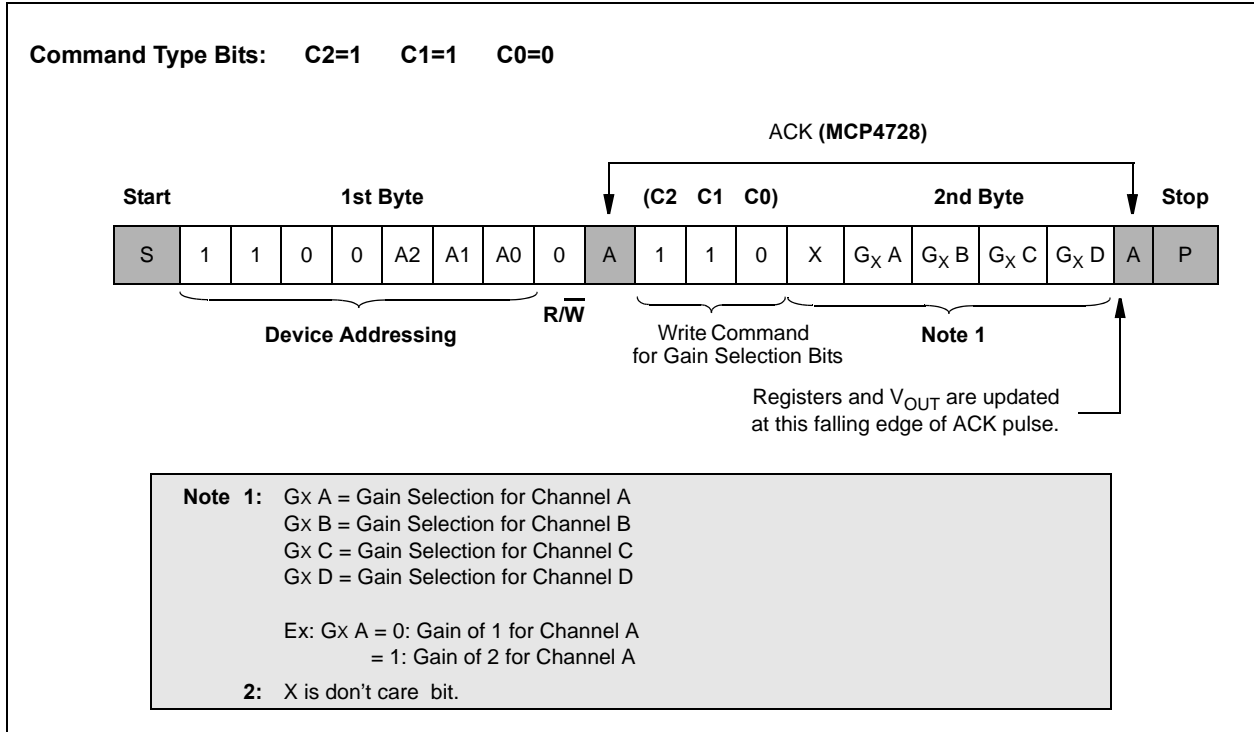 Command Type Bits: C2=1 C1=1 C0=0
ACK (MCP4728)
Start 1st Byte (C2 C1 C0) 2nd Byte Stop
S 1 1 0 0 A2 A1 A0 0 A 1 1 0 X GX A GX B GX C GX D A P
R/W
Device Addressing
Write Command
for Gain Selection Bits
Note 1
Registers and VOUT are updated
at this falling edge of ACK pulse.
Note 1: GX A = Gain Selection for Channel A
GX B = Gain Selection for Channel B
GX C = Gain Selection for Channel C
GX D = Gain Selection for Channel D
Ex: GX A = 0: Gain of 1 for Channel A
= 1: Gain of 2 for Channel A
2: X is don't care bit.